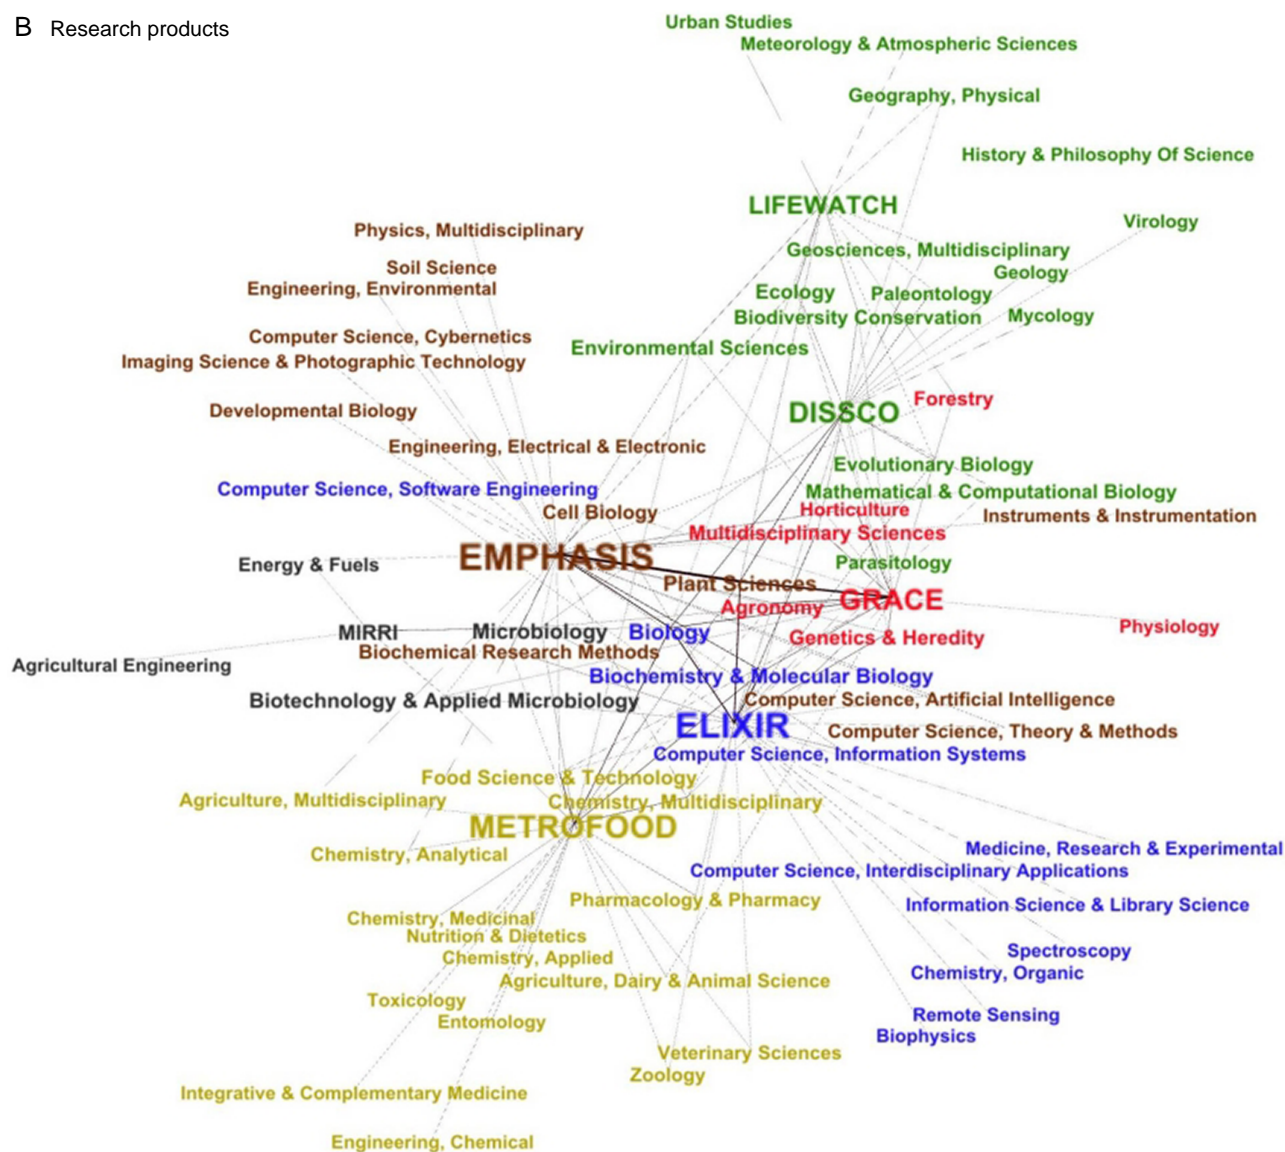 B Research products
Urban Studies
Meteorology & Atmospheric Sciences
Geography, Physical
History & Philosophy Of Science
LIFEWATCH
Virology
Physics, Multidisciplinary
Geosciences, Multidisciplinary
Soil Science
Geology
Engineering, Environmental
Ecology
Paleontology
Biodiversity Conservation
Mycology
Computer Science, Cybernetics
Environmental Sciences
Imaging Science & Photographic Technology
Forestry
Developmental Biology
DISSCO
Engineering, Electrical & Electronic
Evolutionary Biology
Computer Science, Software Engineering
Mathematical & Computational Biology
Horticulture
Cell Biology
Instruments & Instrumentation
Multidisciplinary Sciences
EMPHASIS
Energy & Fuels
Parasitology
Plant Sciences
GRACE
Agronomy
Physiology
MIRRI
Microbiology
Biology
Genetics & Heredity
Biochemical Research Methods
Agricultural Engineering
Biochemistry & Molecular Biology
Biotechnology & Applied Microbiology
Computer Science, Artificial Intelligence
ELIXIR
Computer Science, Theory & Methods
Computer Science, Information Systems
Food Science & Technology
Agriculture, Multidisciplinary
Chemistry, Multidisciplinary
METROFOOD
Chemistry, Analytical
Medicine, Research & Experimental
Computer Science, Interdisciplinary Applications
Pharmacology & Pharmacy
Information Science & Library Science
Chemistry, Medicinal
Nutrition & Dietetics
Spectroscopy
Chemistry, Applied
Chemistry, Organic
Agriculture, Dairy & Animal Science
Toxicology
Remote Sensing
Entomology
Biophysics
Veterinary Sciences
Zoology
Integrative & Complementary Medicine
Engineering, Chemical